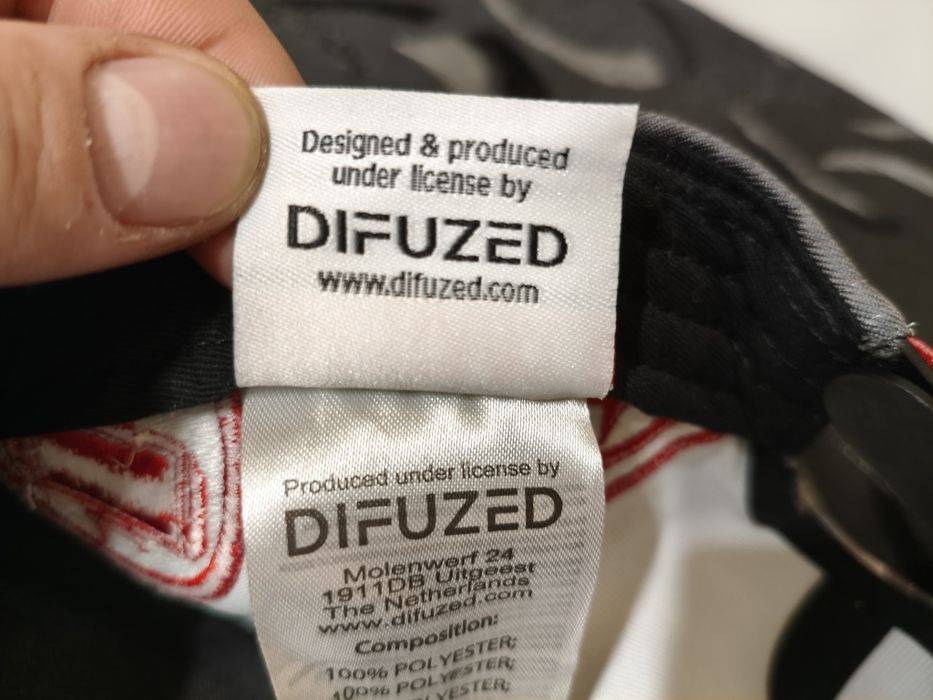 Designed & produced
under license by
DIFUZED
www.difuzed.com
Produced under license by
DIFUZED
Molenwerf 24
1911DB Uitgeest
The Netherlands
www.difuzed.com
Composition:
100% POLYESTER;
100% POLYESTER;
POLYESTER;